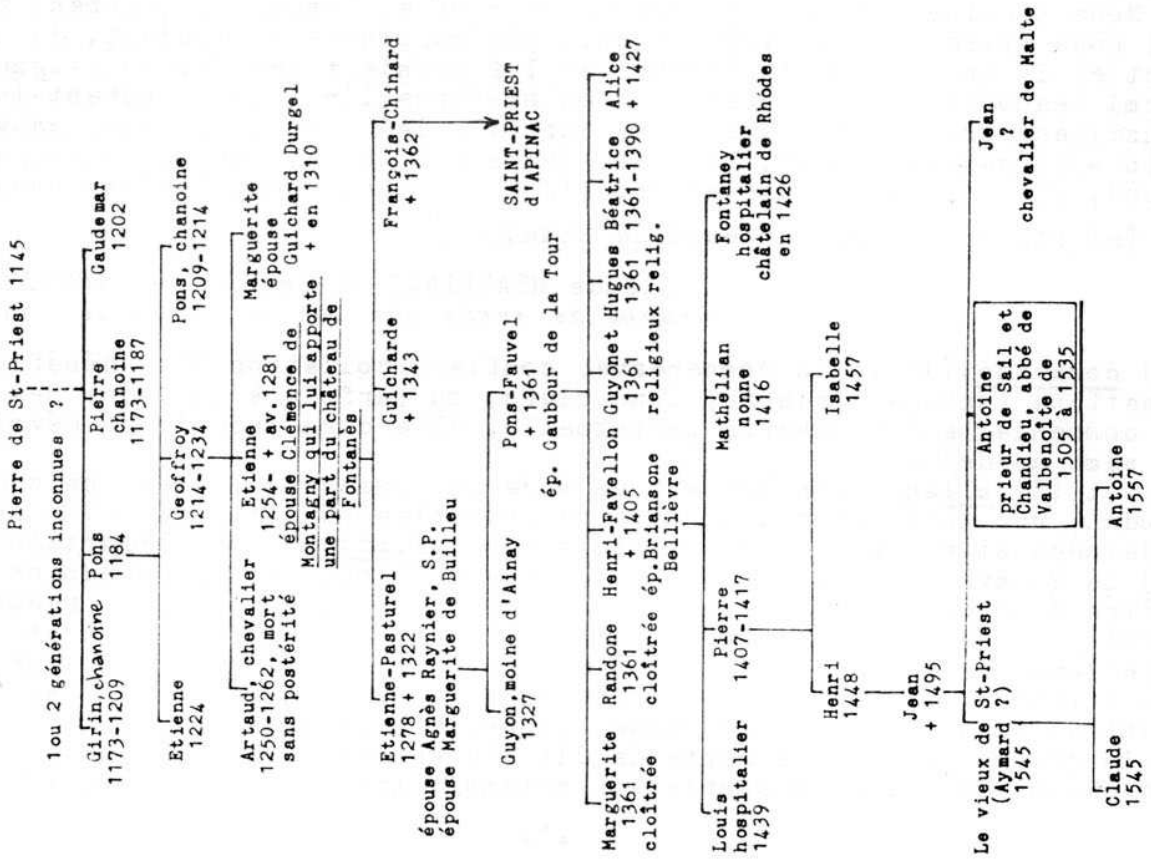 Pierre de St-Priest 1145
1ou 2 générations inconnues ?
Girin, chanoine Pons Pierre Gaudemar
1173-1209 1184 chanoine 1202
1173-1187
Etienne Geoffroy Pons, chanoine
1224 1214-1234 1209-1214
Artaud, chevalier Etienne Marguerite
1250-1262, mort 1254- + av.1281 épouse
sans postérité épouse Clémence de Guichard Durgel
Montagny qui lui apporte + en 1310
une part du château de
Fontanès
Etienne-Pasturel Guicharde François-Chinard
1278 + 1322 + 1343 + 1362
épouse Agnès Raynier, S.P.
épouse Marguerite de Builleu
Guyon, moine d'Ainay Pons-Fauvel SAINT-PRIEST
1327 + 1361 D'APINAC
ép. Gaubour de la Tour
Marguerite Randone Henri-Favellon Guyonet Hugues Béatrice Alice
1361 1361 + 1405 1361 1361 1361-1390 + 1427
cloîtrée cloîtrée ép.Briansone religieux relig.
Bellièvre
Louis Pierre Mathelan Fontaney
hospitalier 1407-1417 nonne hospitalier
1439 1416 châtelain de Rhódes
en 1426
Henri Isabelle
1448 1457
Jean
+ 1495
Le vieux de St-Priest Antoine Jean
(Aymard ?) prieur de Sail et ?
1545 Chandieu, abbé de chevalier de Malte
Valbenoîte de
1505 à 1535
Claude Antoine
1545 1557